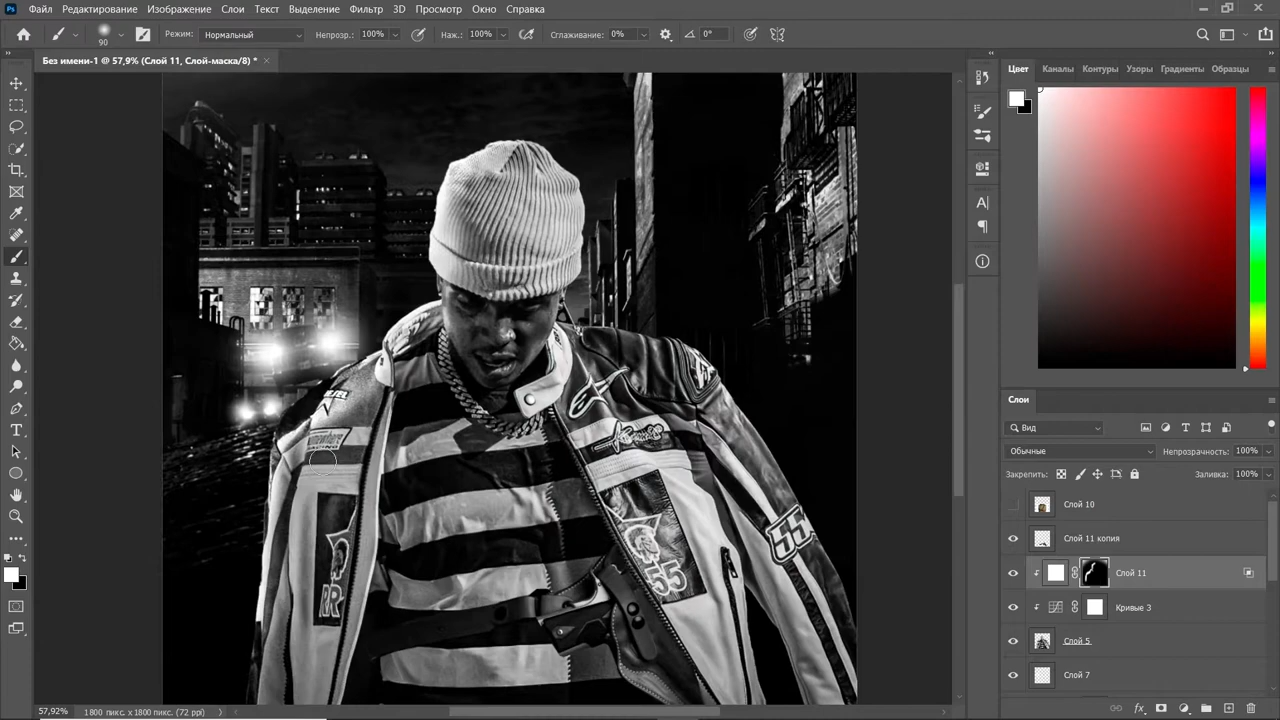 Файл Редактирование Изображение Слои Текст Выделение Фильтр 3D Просмотр Окно Справка
90 Режим: Нормальный Непрозр.: 100% Наж.: 100% Сглаживание: 0% 0°
Без имени-1 @ 57,9% (Слой 11, Слой-маска/8) *
Цвет Каналы Контуры Узоры Градиенты Образцы
Слои
Вид
Обычные Непрозрачность: 100%
Закрепить: Заливка: 100%
Слой 10
Слой 11 копия
Слой 11
Кривые 3
Слой 5
Слой 7
55
55
RR
57,92% 1800 пикс. x 1800 пикс. (72 ppi)